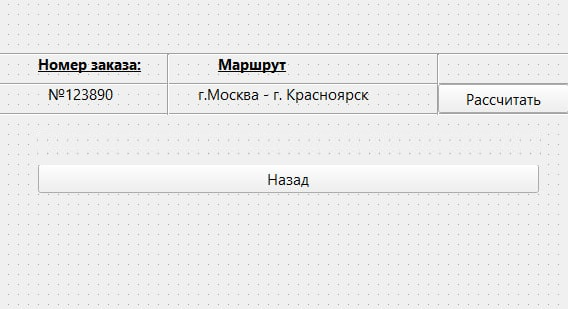 Номер заказа: Маршрут
№123890 г.Москва - г. Красноярск Рассчитать
Назад